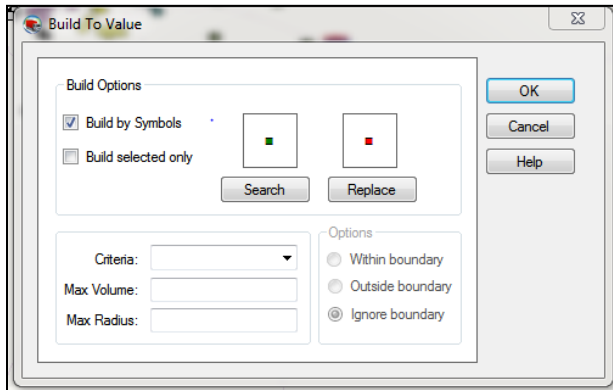 Build To Value
Build Options
Build by Symbols
Build selected only
Search
Replace
OK
Cancel
Help
Criteria:
Max Volume:
Max Radius:
Options
Within boundary
Outside boundary
Ignore boundary